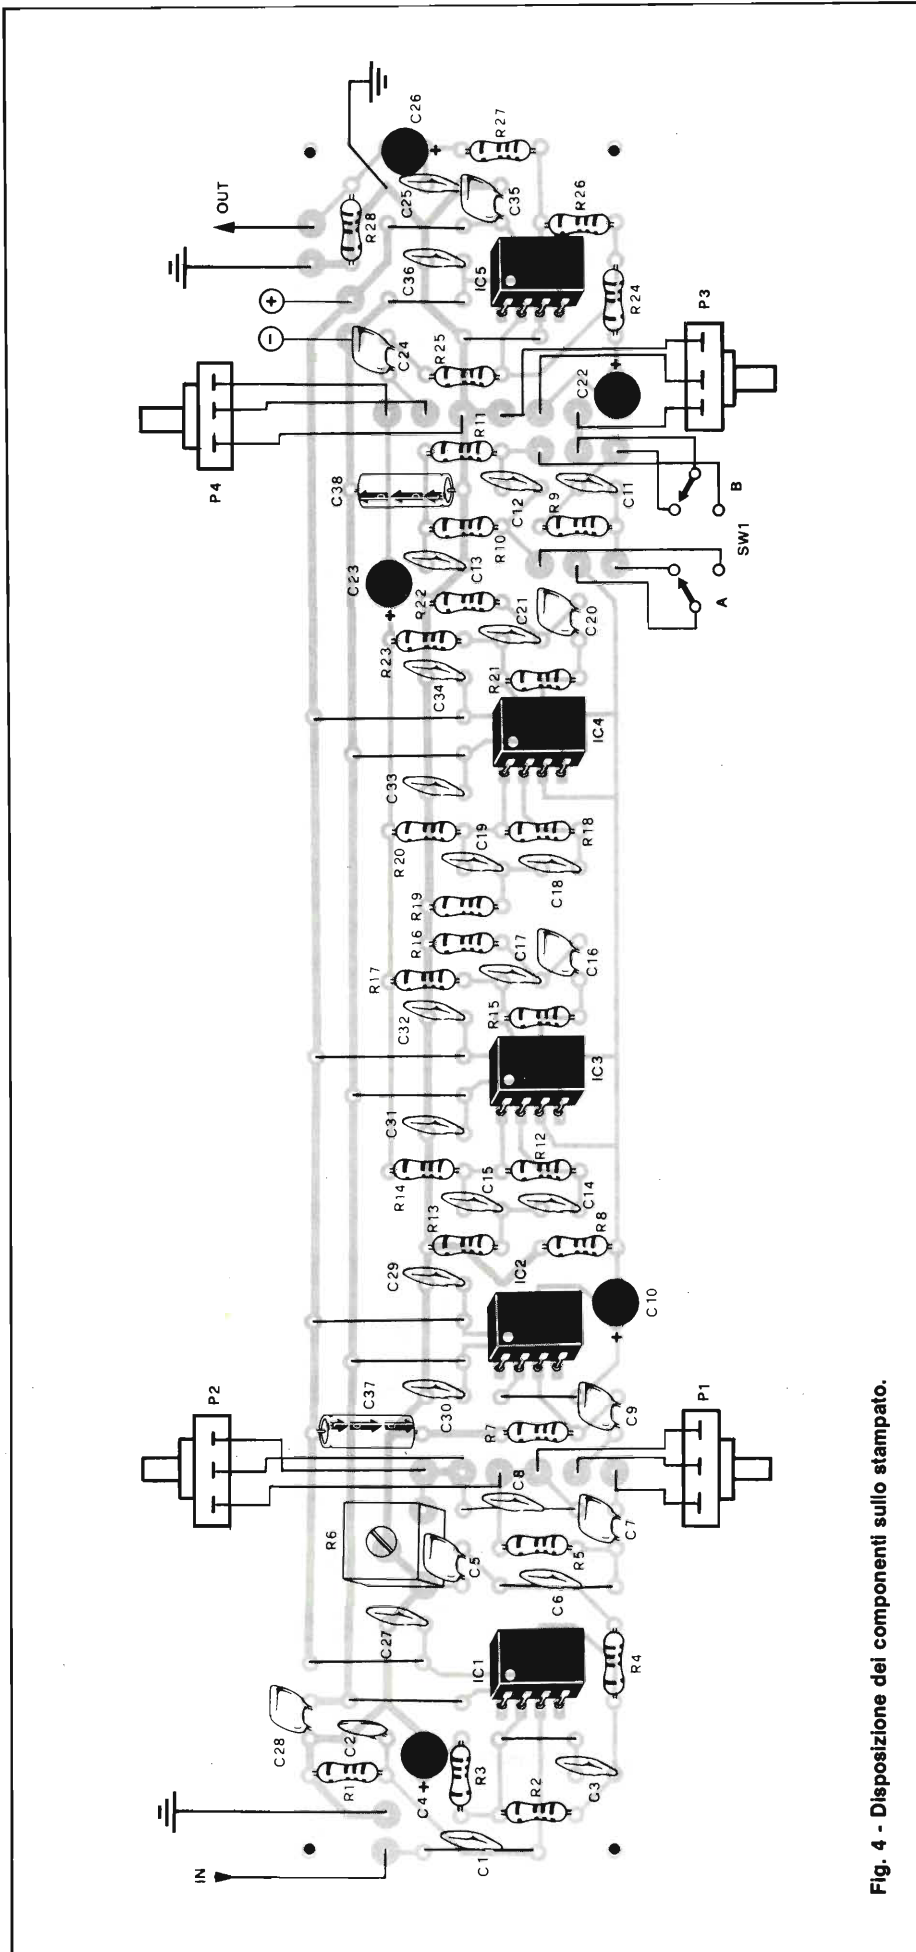 C26
R27
C25
C35
OUT
R28
R26
C36
IC5
R24
+
−
C24
R25
C22
P3
P4
R11
C38
C12
C11
R9
R10
B
SW1
A
C23
C13
R22
C21
C20
R23
C34
R21
IC4
C33
R20
C19
R18
C18
R19
R16
C17
C16
R17
C32
R15
IC3
C31
R12
R14
C15
C14
R13
R8
C29
IC2
C10
P2
C37
C30
R7
C9
P1
C8
R6
C5
R5
C7
C6
C27
IC1
R4
C28
C2
R1
C4
R3
R2
C3
C1
IN
Fig. 4 - Disposizione dei componenti sullo stampato.